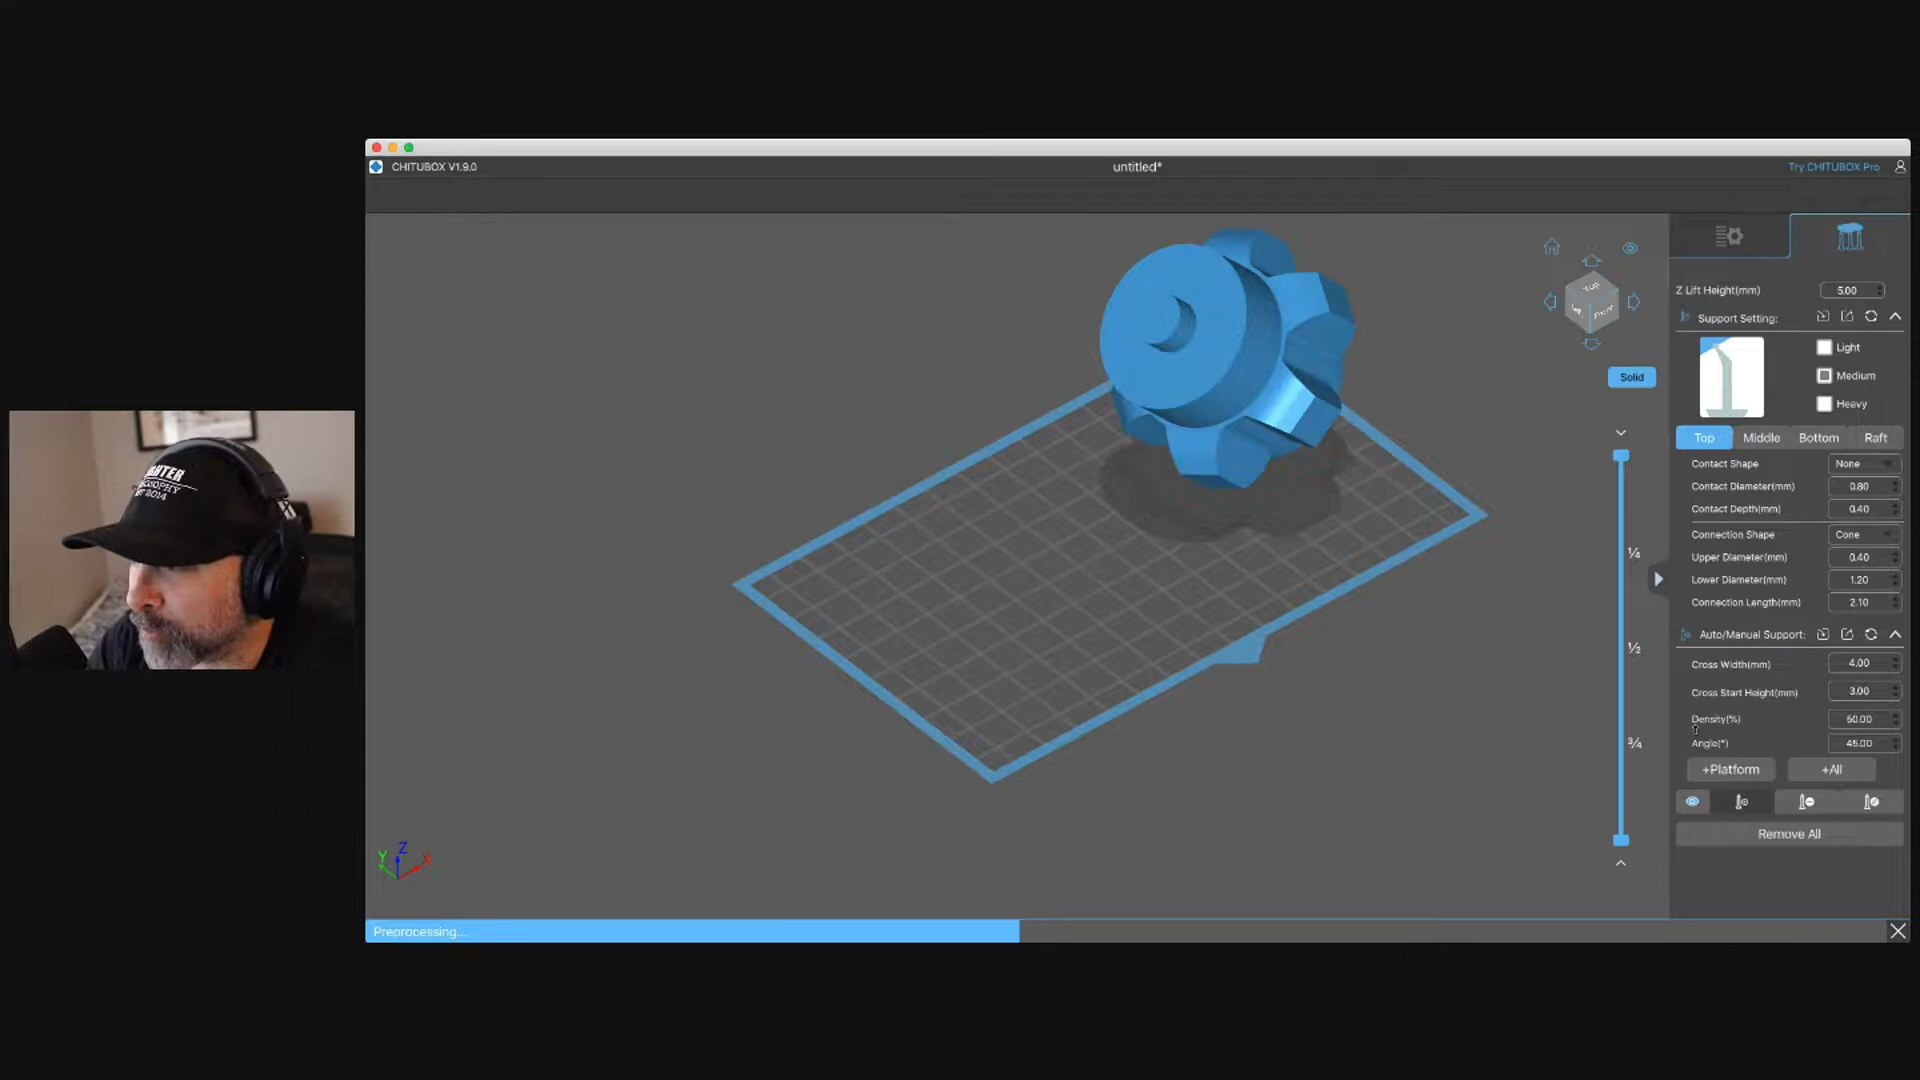 CHITUBOX V1.9.0
untitled*
Try CHITUBOX Pro
Z Lift Height(mm) 5.00
Support Setting:
Light
Medium
Heavy
Top Middle Bottom Raft
Contact Shape None
Contact Diameter(mm) 0.80
Contact Depth(mm) 0.40
Connection Shape Cone
Upper Diameter(mm) 0.40
Lower Diameter(mm) 1.20
Connection Length(mm) 2.10
Auto/Manual Support:
Cross Width(mm) 4.00
Cross Start Height(mm) 3.00
Density(%) 50.00
Angle(°) 45.00
+Platform +All
Remove All
Solid
¼
½
¾
Left Front
Z
Y X
Preprocessing...
EST 2014